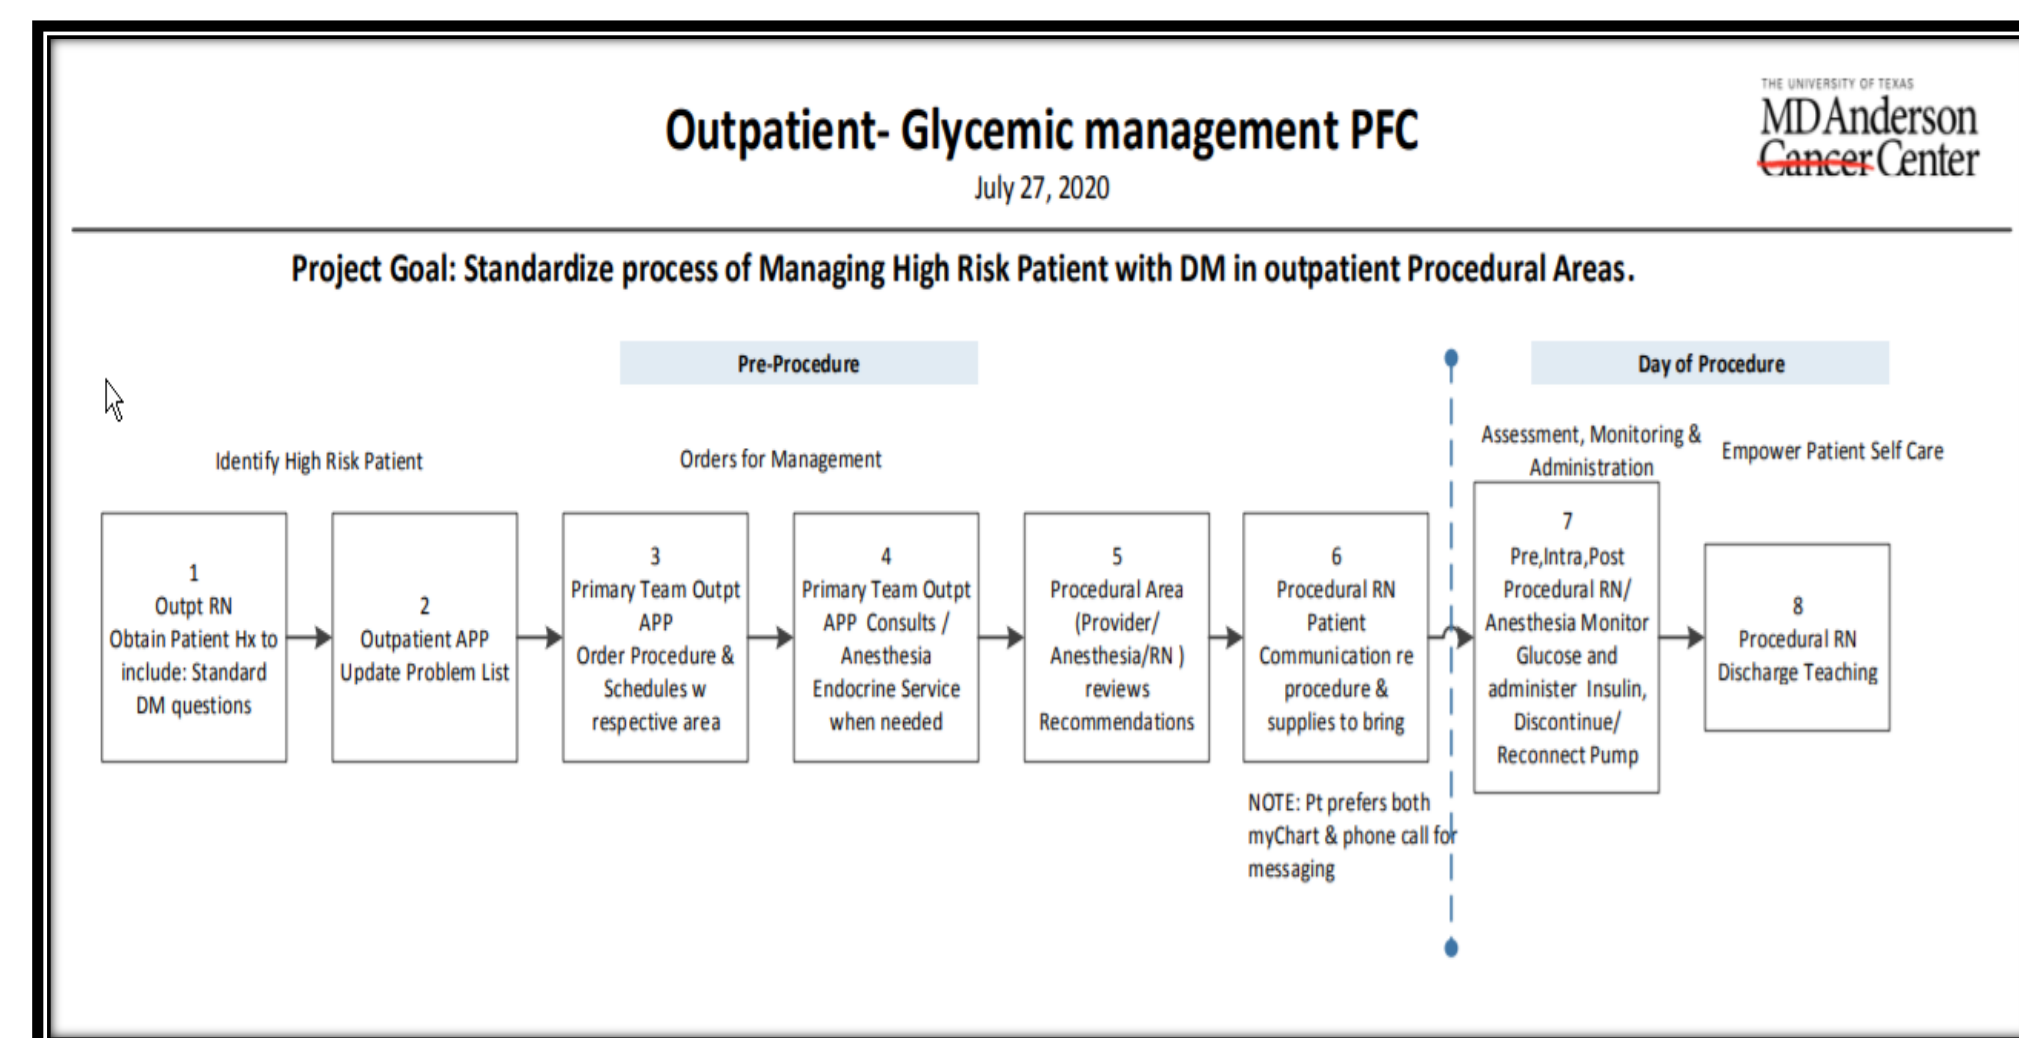 THE UNIVERSITY OF TEXAS
MD Anderson
Cancer Center
Outpatient- Glycemic management PFC
July 27, 2020
Project Goal: Standardize process of Managing High Risk Patient with DM in outpatient Procedural Areas.
Pre-Procedure
Day of Procedure
Identify High Risk Patient
Orders for Management
Assessment, Monitoring &
Administration
Empower Patient Self Care
1
Outpt RN
Obtain Patient Hx to
include: Standard
DM questions
2
Outpatient APP
Update Problem List
3
Primary Team Outpt
APP
Order Procedure &
Schedules w
respective area
4
Primary Team Outpt
APP Consults /
Anesthesia
Endocrine Service
when needed
5
Procedural Area
(Provider/
Anesthesia/RN )
reviews
Recommendations
6
Procedural RN
Patient
Communication re
procedure &
supplies to bring
NOTE: Pt prefers both
myChart & phone call for
messaging
7
Pre,Intra,Post
Procedural RN/
Anesthesia Monitor
Glucose and
administer Insulin,
Discontinue/
Reconnect Pump
8
Procedural RN
Discharge Teaching